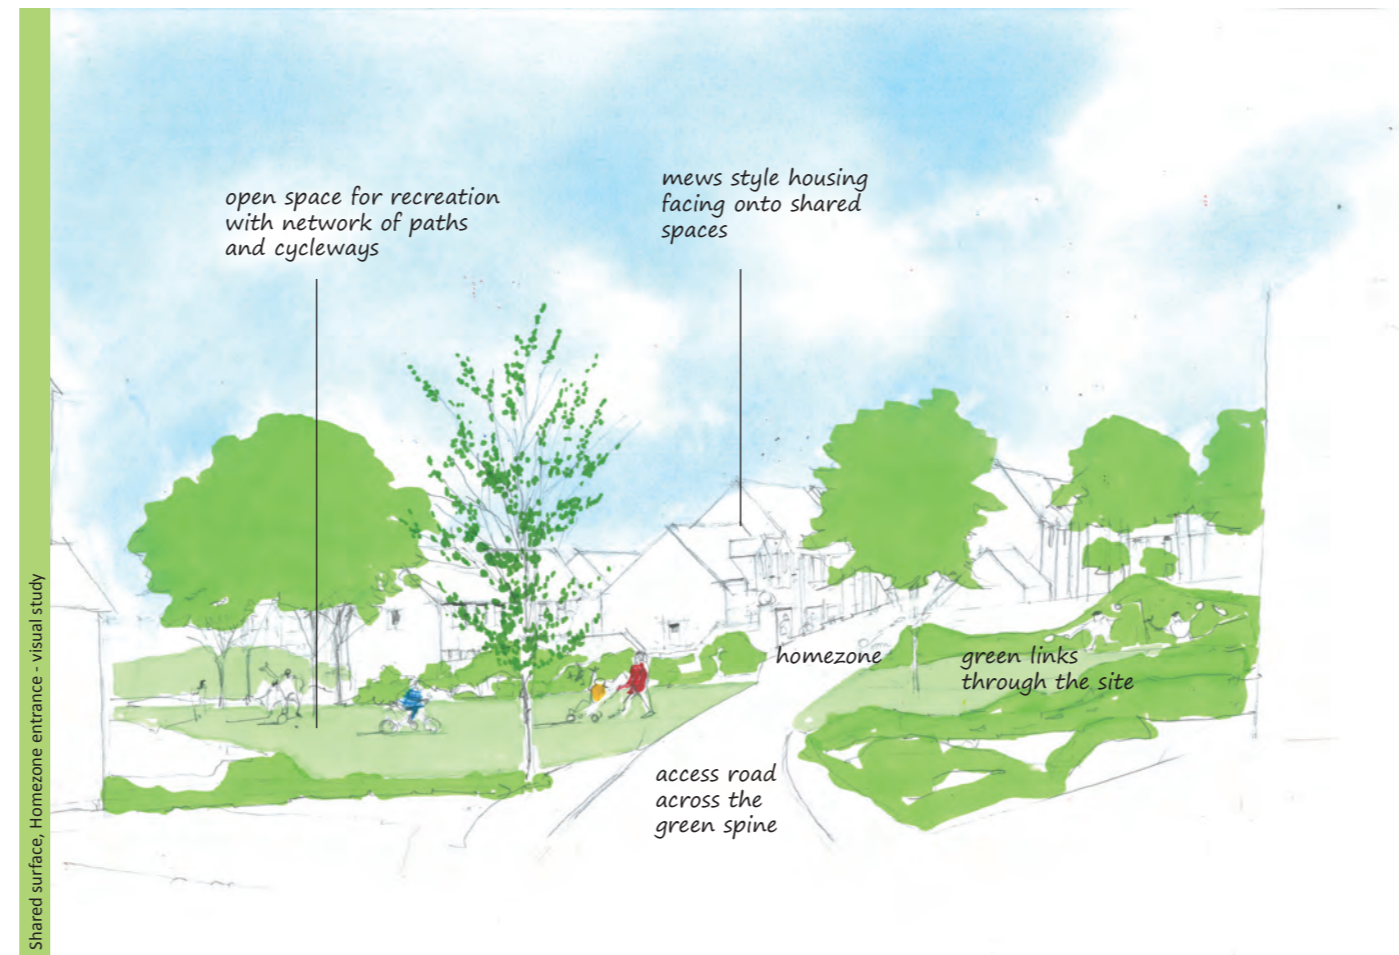 Shared surface, Homezone entrance - visual study
open space for recreation
with network of paths
and cycleways
mews style housing
facing onto shared
spaces
homezone
green links
through the site
access road
across the
green spine